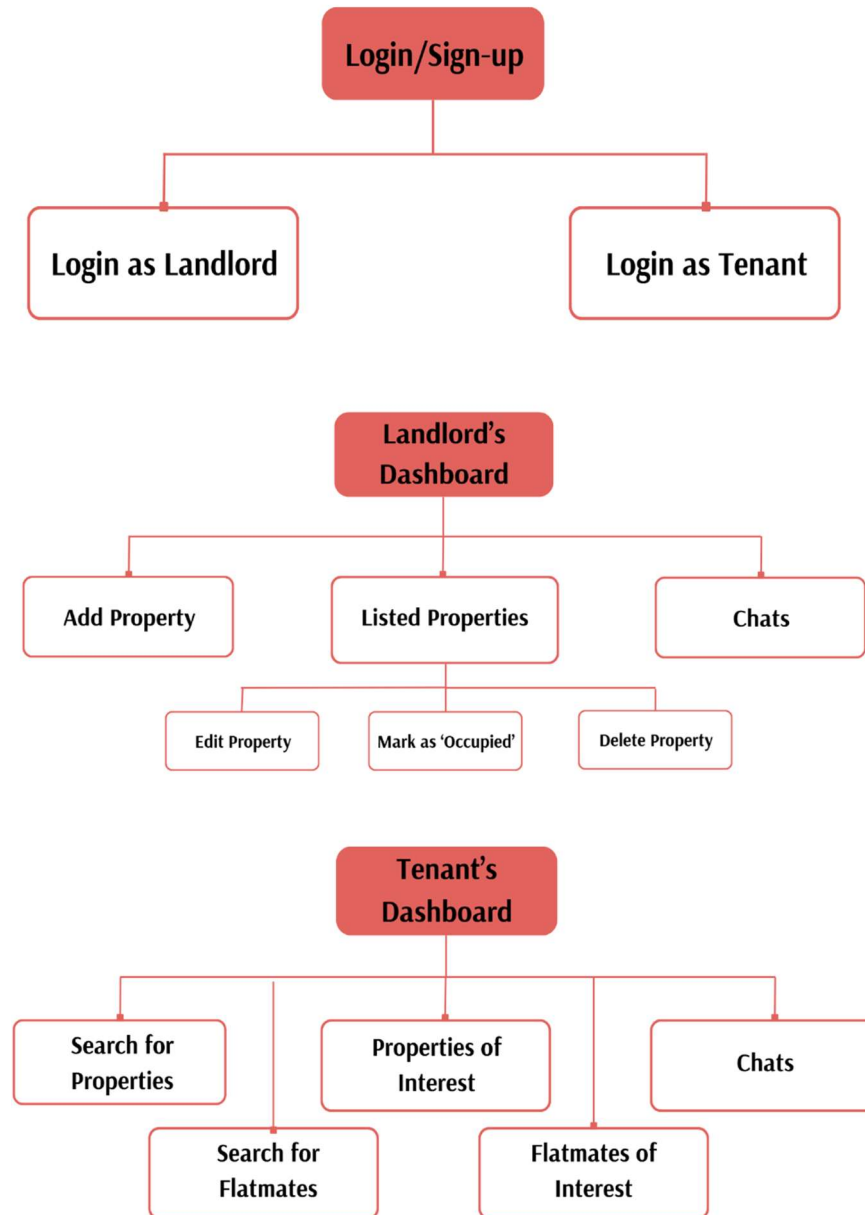 Login/Sign-up
Login as Landlord
Login as Tenant
Landlord’s
Dashboard
Add Property
Listed Properties
Chats
Edit Property
Mark as ‘Occupied’
Delete Property
Tenant’s
Dashboard
Search for
Properties
Properties of
Interest
Chats
Search for
Flatmates
Flatmates of
Interest